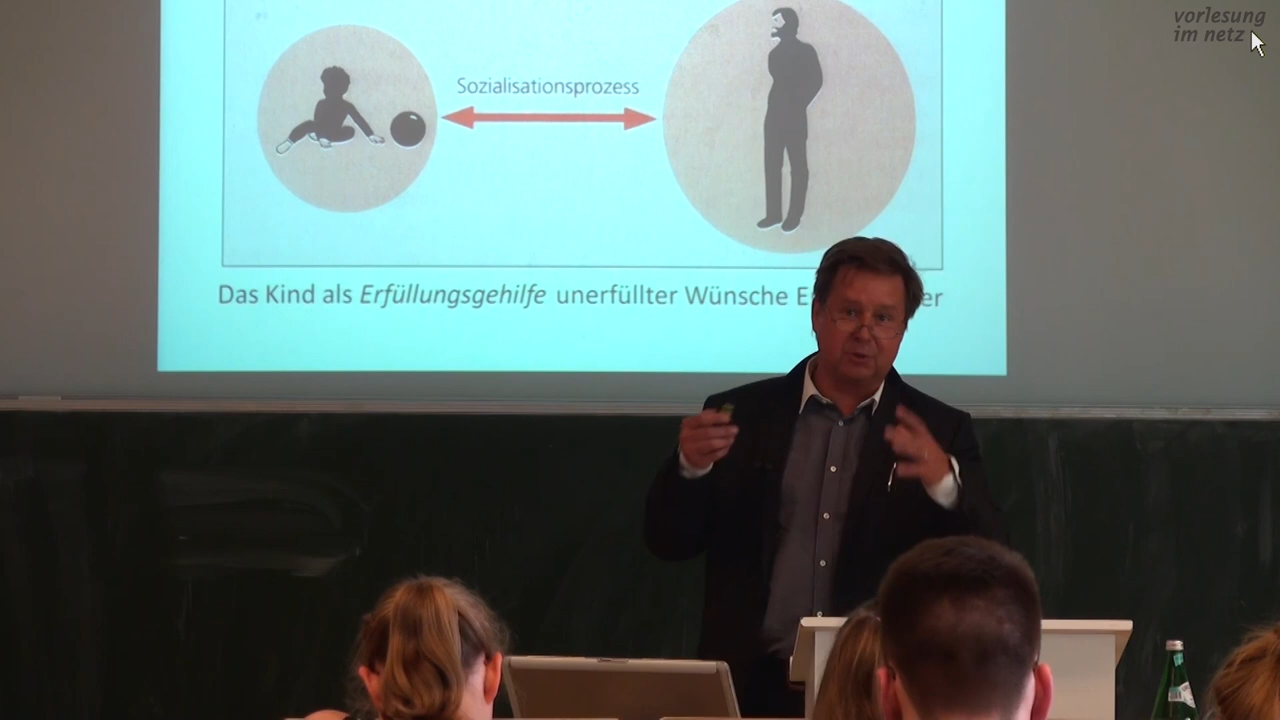 vorlesung
im netz
Sozialisationsprozess
Das Kind als Erfüllungsgehilfe unerfüllter Wünsche